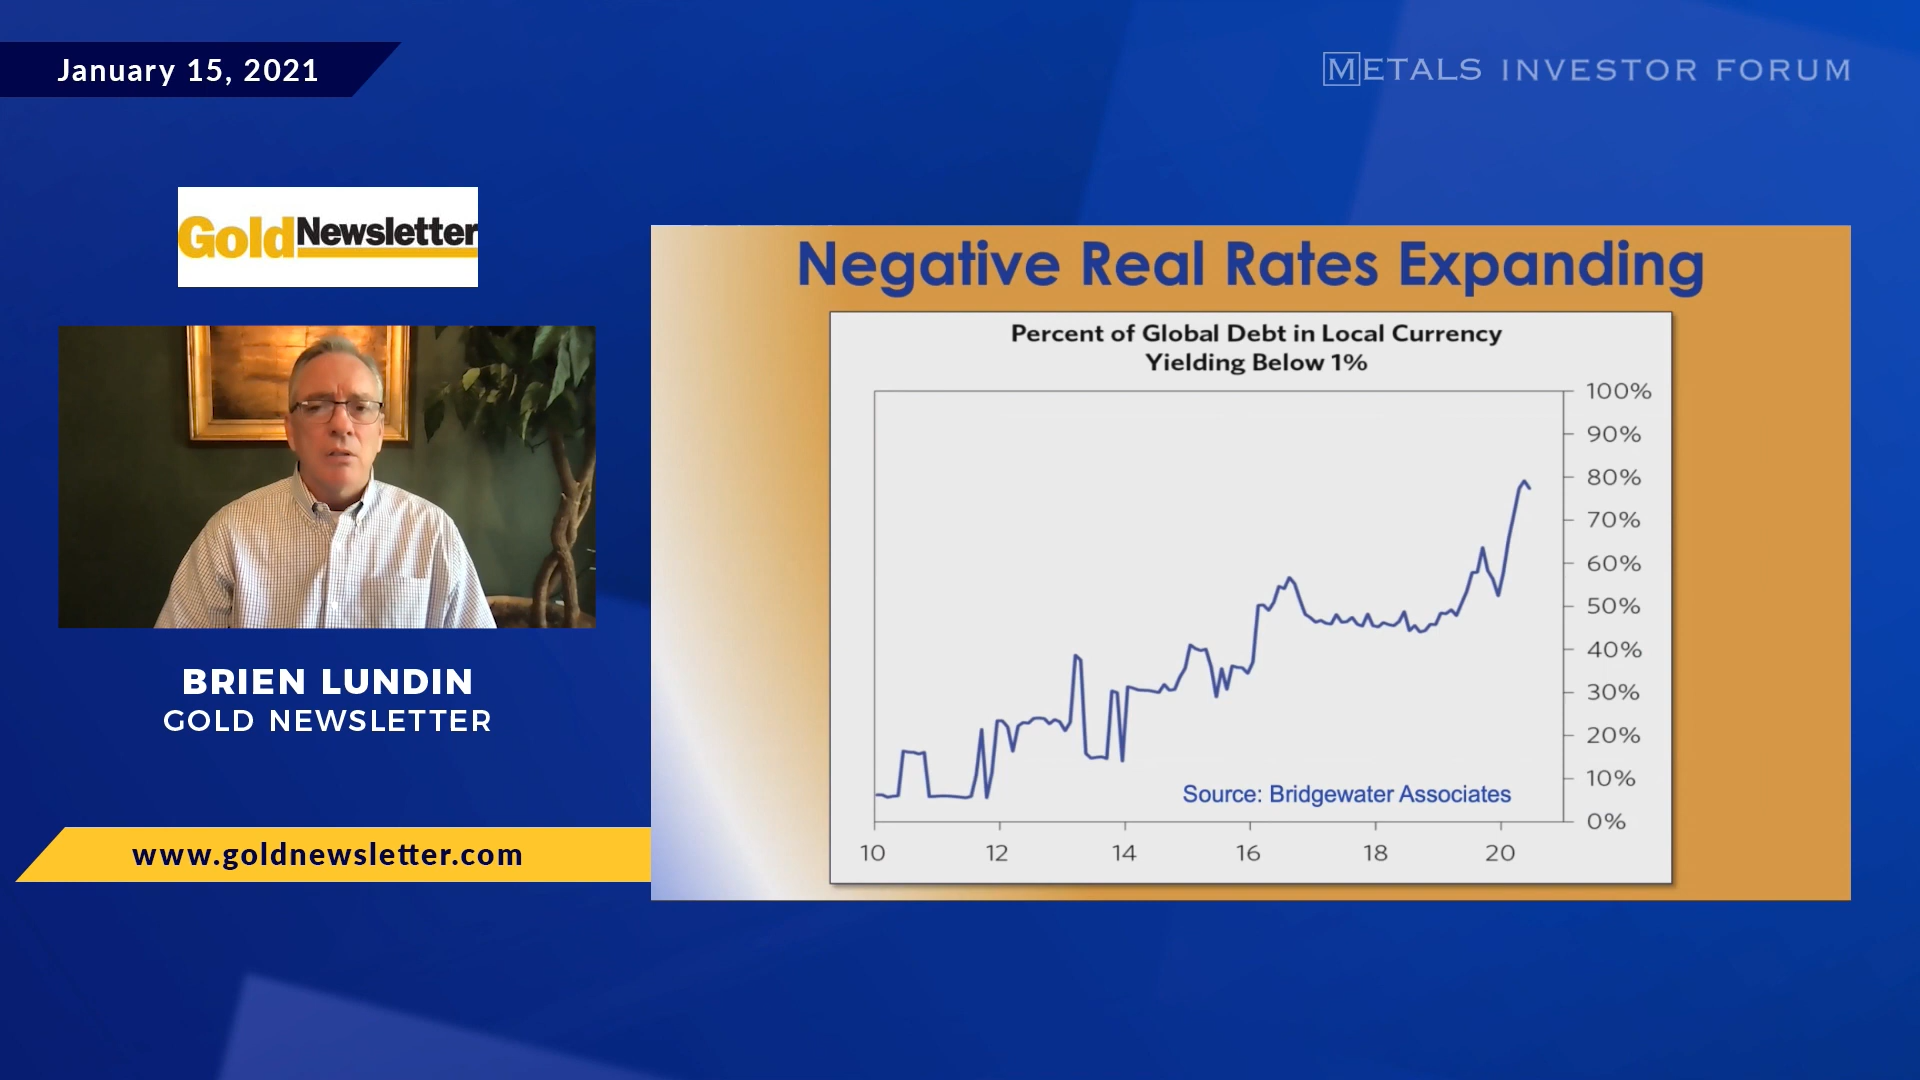 January 15, 2021
METALS INVESTOR FORUM
GoldNewsletter
BRIEN LUNDIN
GOLD NEWSLETTER
www.goldnewsletter.com
Negative Real Rates Expanding
Percent of Global Debt in Local Currency
Yielding Below 1%
100%
90%
80%
70%
60%
50%
40%
30%
20%
10%
0%
Source: Bridgewater Associates
10 12 14 16 18 20